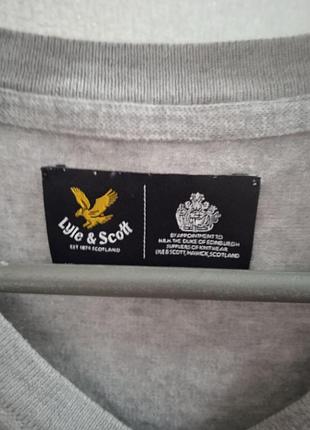 Lyle & Scott
EST 1874 SCOTLAND
BY APPOINTMENT TO
H.R.H. THE DUKE OF EDINBURGH
SUPPLIERS OF KNITWEAR
LYLE & SCOTT, HAWICK, SCOTLAND